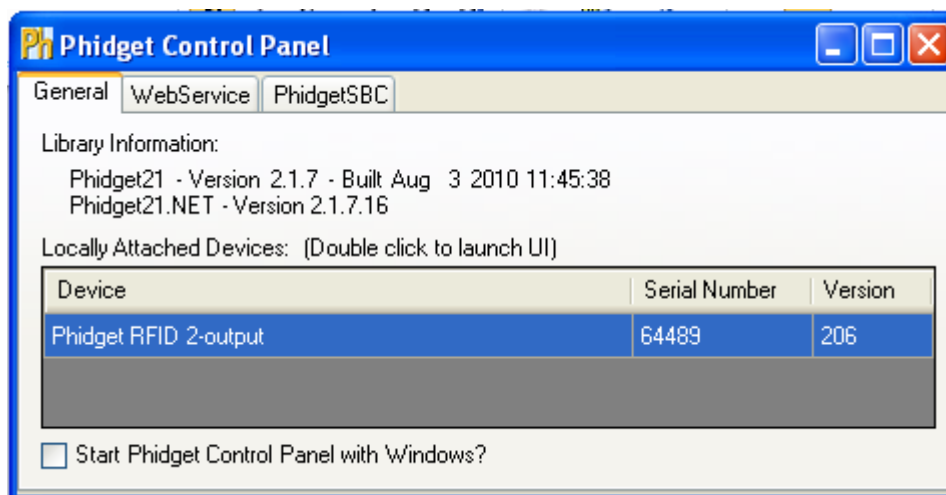 Ph Phidget Control Panel
General WebService PhidgetSBC
Library Information:
Phidget21 - Version 2.1.7 - Built Aug 3 2010 11:45:38
Phidget21.NET - Version 2.1.7.16
Locally Attached Devices: (Double click to launch UI)
Device Serial Number Version
Phidget RFID 2-output 64489 206
Start Phidget Control Panel with Windows?